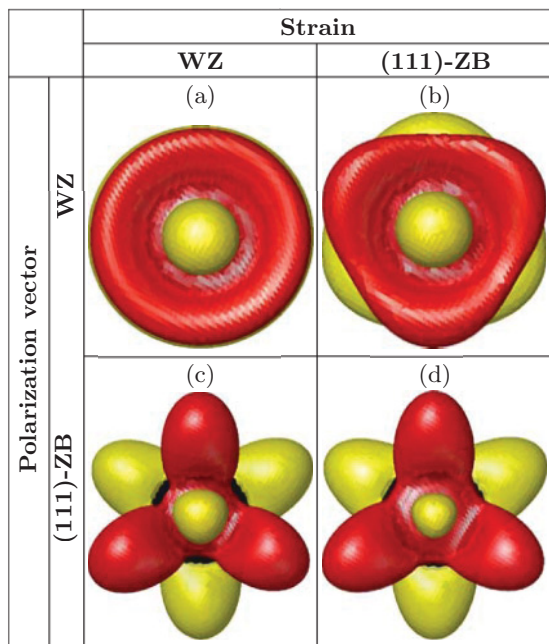 Strain
WZ
(111)-ZB
Polarization vector
WZ
(a)
(b)
(111)-ZB
(c)
(d)